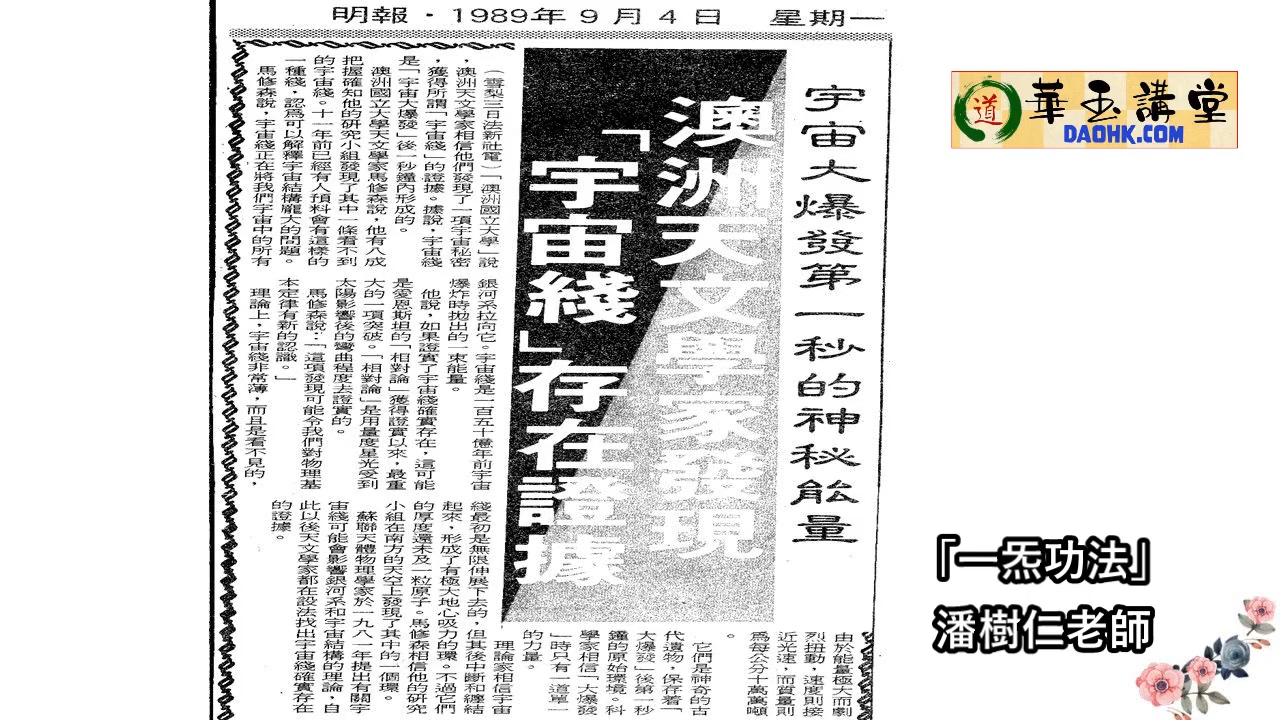 明報・1989年9月4日 星期一
宇宙大爆發第一秒的神秘能量
澳洲天文學家發現
「宇宙綫」存在證據
（雪梨三日法新社電）「澳洲國立大學」說
，澳洲天文學家相信他們發現了一項宇宙秘密
，獲得所謂「宇宙綫」的證據。據說，宇宙綫
是「宇宙大爆發」後一秒鐘內形成的。
澳洲國立大學天文學家馬修森說，他有八成
把握確知他的研究小組發現了其中一條看不到
的宇宙綫。十一年前已經有人預料會有這樣的
一種綫，認爲可以解釋宇宙結構龐大的問題。
馬修森說，宇宙綫正在將我們宇宙中的所有
銀河系拉向它。宇宙綫是一百五十億年前宇宙
爆炸時拋出的一束能量。
他說，如果證實了宇宙綫確實存在，這可能
是愛恩斯坦的「相對論」獲得證實以來，最重
大的一項突破。「相對論」是用量度星光受到
太陽影響後的彎曲程度去證實的。
馬修森說：「這項發現可能令我們對物理基
本定律有新的認識。」
理論上，宇宙綫非常薄，而且是看不見的，
由於能量極大而劇
烈扭動，速度則接
近光速，而質量則
爲每公分十萬萬噸
。
它們是神奇的古
代遺物，保存着「
大爆發」後第一秒
鐘的原始環境。科
學家相信「大爆發
」時只有一道單一
的力量。
理論家相信宇宙
綫最初是無限伸展下去的，但其後中斷和纏結
起來，形成了有極大地心吸力的環。不過它們
的厚度還未及一粒原子。馬修森相信他的研究
小組在南方的天空上發現了其中的一個環。
蘇聯天體物理學家於一九八一年提出有關宇
宙綫可能會影響銀河系和宇宙結構的理論，自
此以後天文學家都在設法找出宇宙綫確實存在
的證據。
道
華玉講堂
DAOHK.COM
「一炁功法」
潘樹仁老師